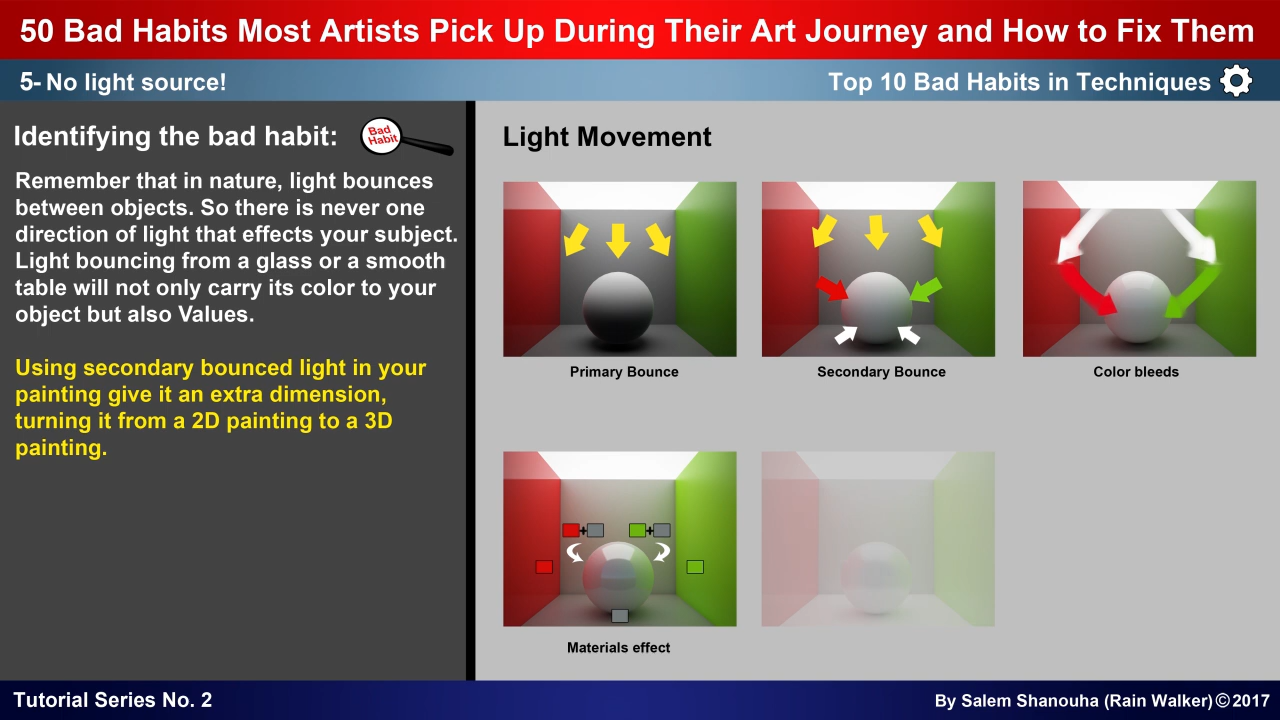 50 Bad Habits Most Artists Pick Up During Their Art Journey and How to Fix Them
5- No light source!
Top 10 Bad Habits in Techniques
Identifying the bad habit:
Bad
Habit
Remember that in nature, light bounces
between objects. So there is never one
direction of light that effects your subject.
Light bouncing from a glass or a smooth
table will not only carry its color to your
object but also Values.
Using secondary bounced light in your
painting give it an extra dimension,
turning it from a 2D painting to a 3D
painting.
Light Movement
Primary Bounce
Secondary Bounce
Color bleeds
+
+
Materials effect
Tutorial Series No. 2
By Salem Shanouha (Rain Walker)©2017